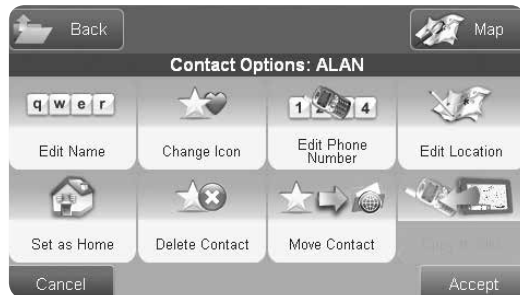 Back
Map
Contact Options: ALAN
q w e r
1 2 4
Edit Name
Change Icon
Edit Phone
Number
Edit Location
Set as Home
Delete Contact
Move Contact
Cancel
Accept